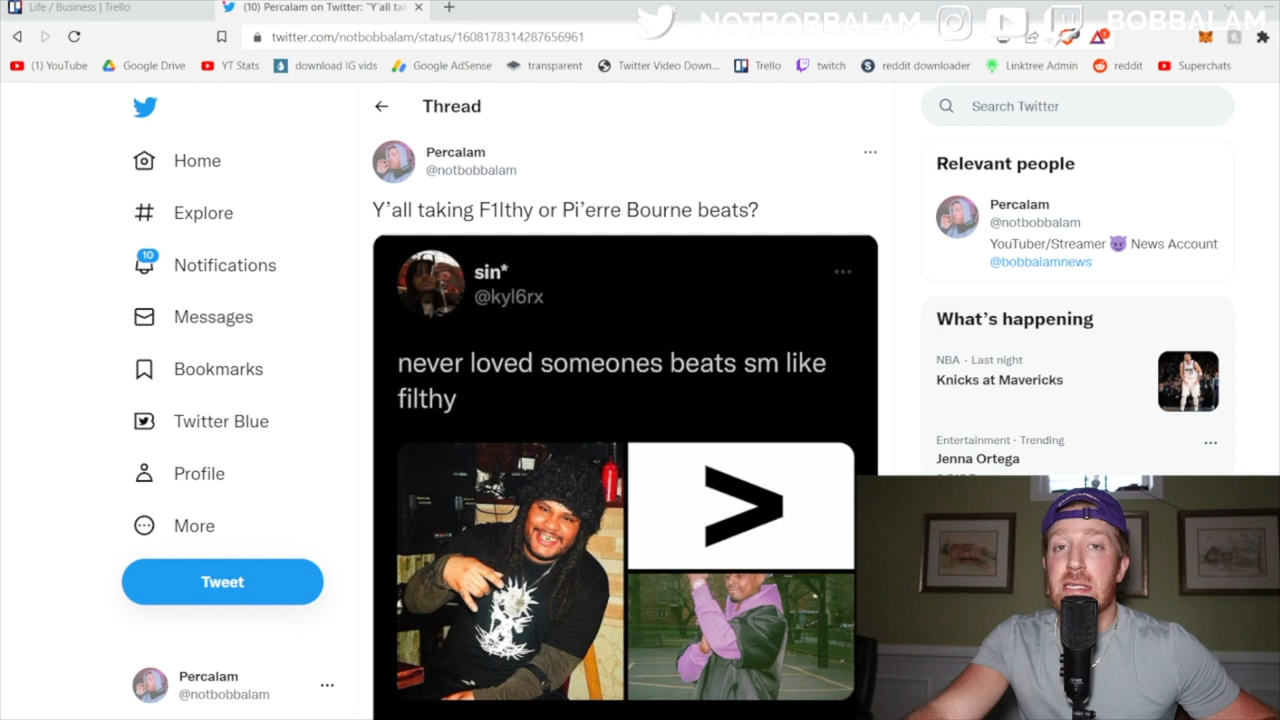 Life / Business | Trello
(10) Percalam on Twitter: "Y'all tak
NOTBOBBALAM
BOBBALAM
twitter.com/notbobbalam/status/1608178314287656961
(1) YouTube
Google Drive
YT Stats
download IG vids
Google AdSense
transparent
Twitter Video Down...
Trello
twitch
reddit downloader
Linktree Admin
reddit
Superchats
Home
Explore
10
Notifications
Messages
Bookmarks
Twitter Blue
Profile
More
Tweet
Percalam
@notbobbalam
Thread
Percalam
@notbobbalam
Y’all taking F1lthy or Pi’erre Bourne beats?
sin*
@kyl6rx
never loved someones beats sm like
filthy
>
Search Twitter
Relevant people
Percalam
@notbobbalam
YouTuber/Streamer 😈 News Account
@bobbalamnews
What’s happening
NBA · Last night
Knicks at Mavericks
Entertainment · Trending
Jenna Ortega